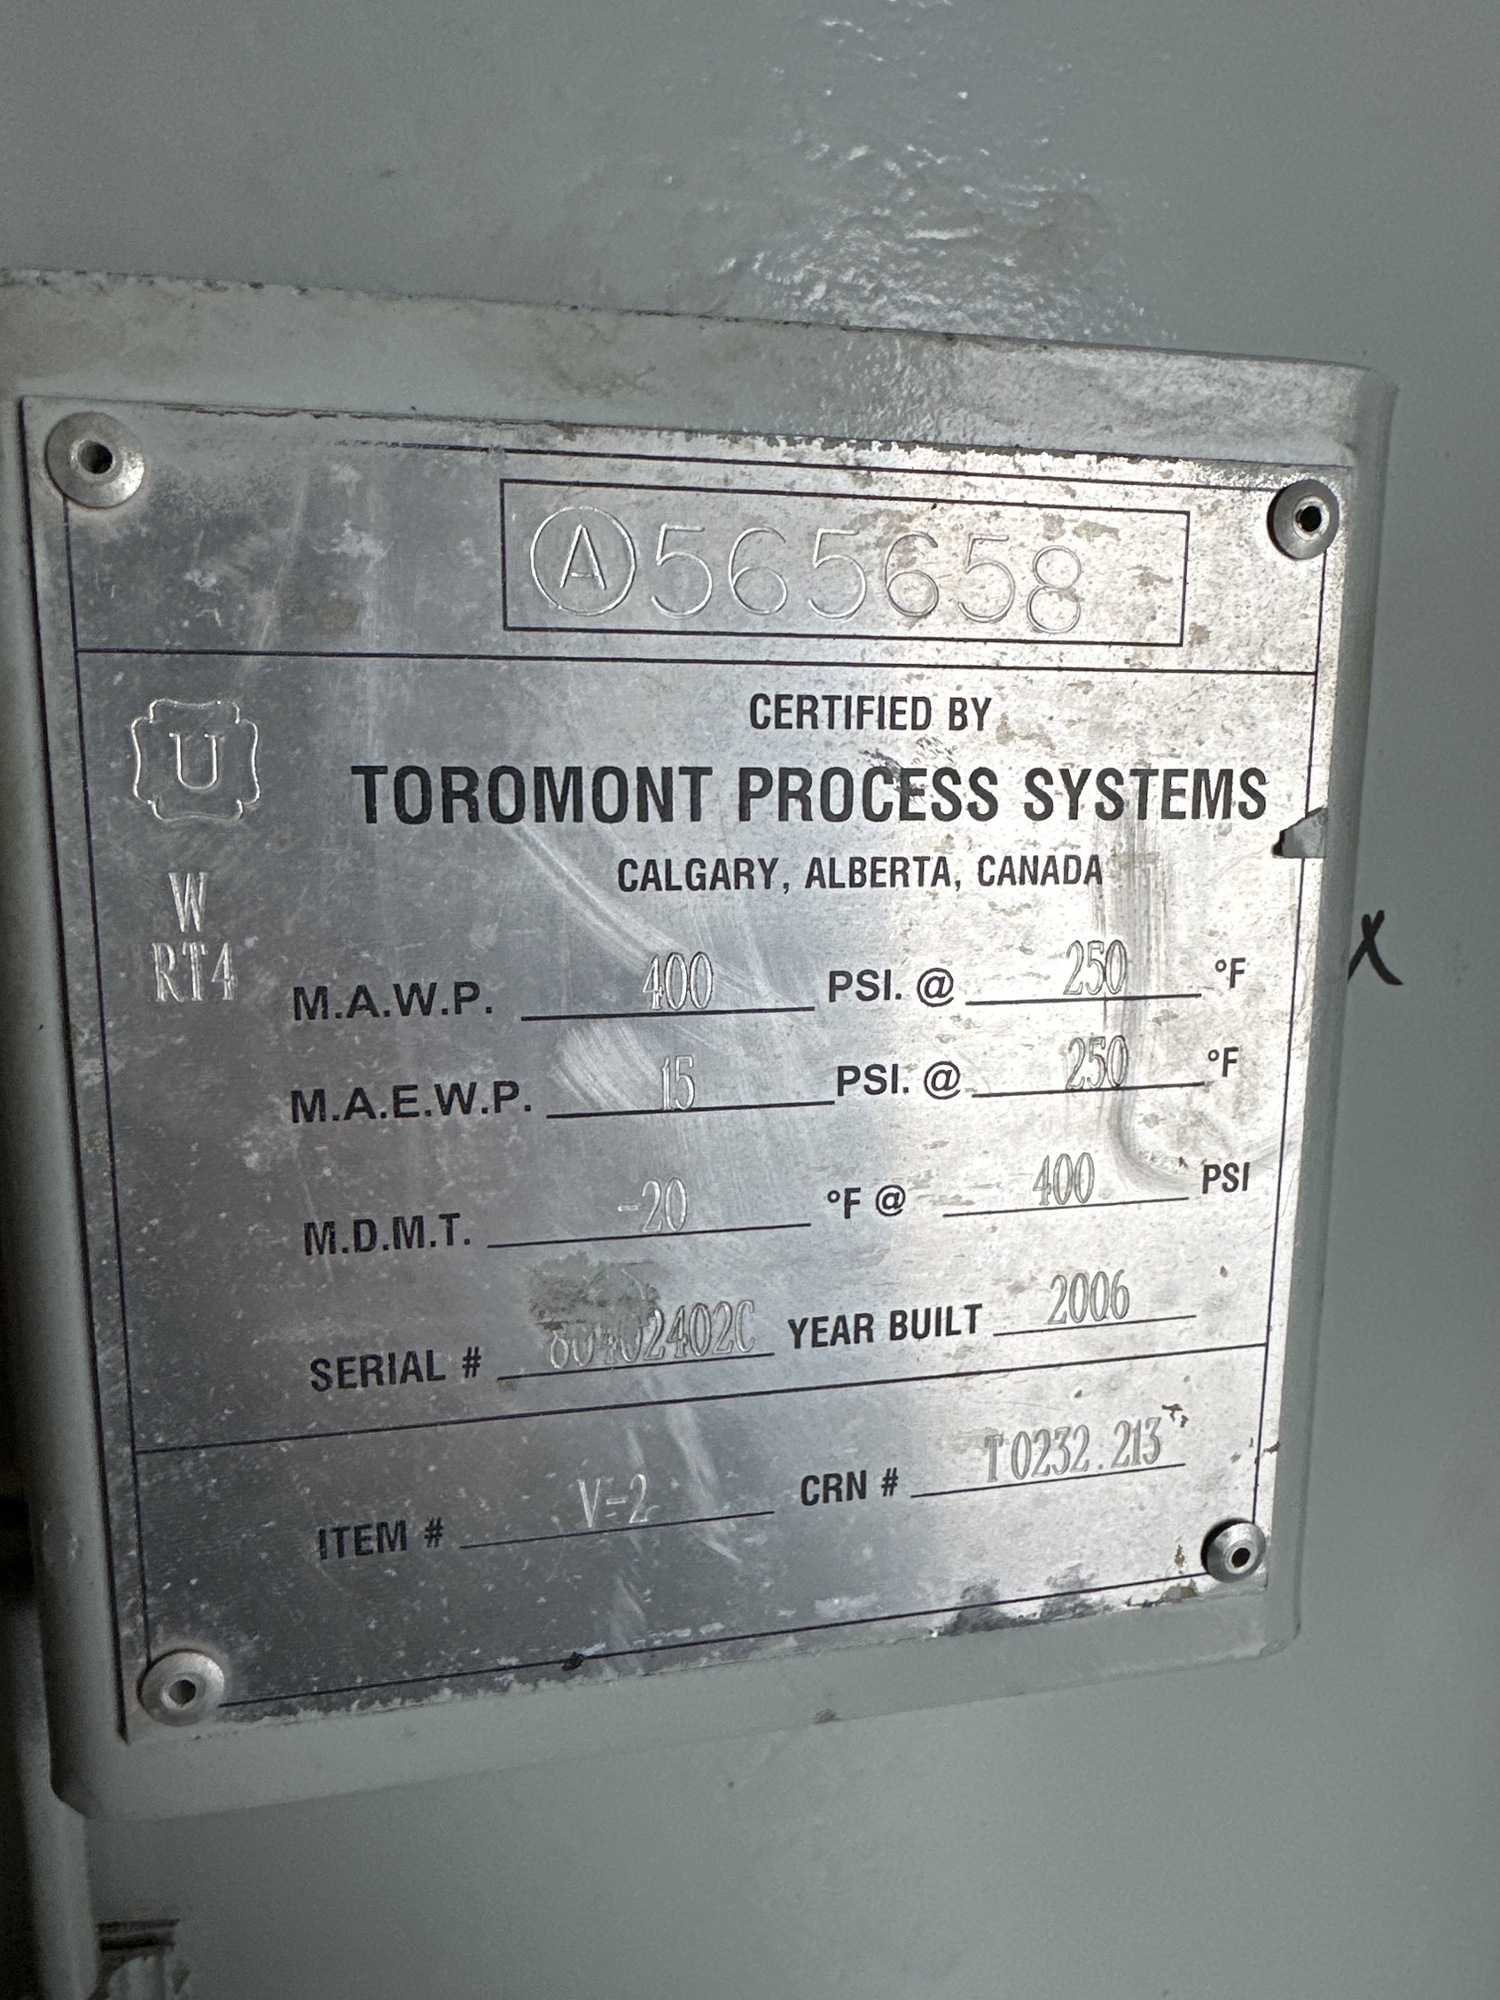 A 565658
CERTIFIED BY
U
TOROMONT PROCESS SYSTEMS
CALGARY, ALBERTA, CANADA
W
RT4
M.A.W.P. 400 PSI. @ 250 °F
M.A.E.W.P. 15 PSI. @ 250 °F
M.D.M.T. -20 °F @ 400 PSI
SERIAL # YEAR BUILT 2006
ITEM # V-2 CRN # T0232.213
X